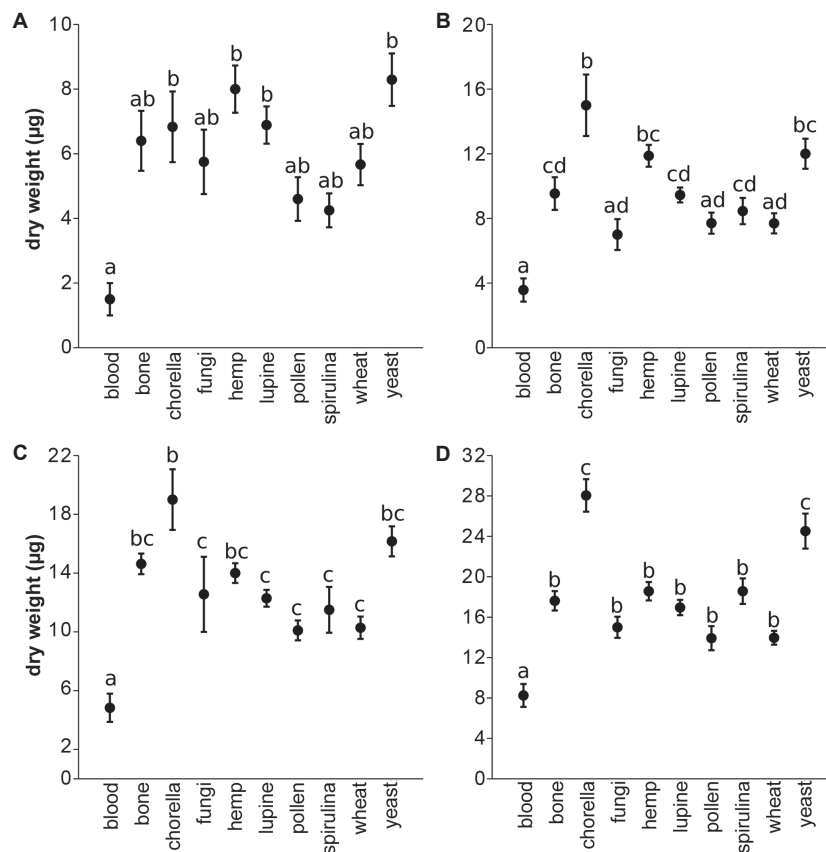 A
dry weight (µg)
10
8
6
4
2
0
a
ab
b
ab
b
b
ab
ab
ab
b
blood
bone
chorella
fungi
hemp
lupine
pollen
spirulina
wheat
yeast
B
20
16
12
8
4
0
a
cd
b
ad
bc
cd
ad
cd
ad
bc
blood
bone
chorella
fungi
hemp
lupine
pollen
spirulina
wheat
yeast
C
dry weight (µg)
22
18
14
10
6
2
0
a
bc
b
c
bc
c
c
c
c
bc
blood
bone
chorella
fungi
hemp
lupine
pollen
spirulina
wheat
yeast
D
32
28
24
20
16
12
8
4
0
a
b
c
b
b
b
b
b
b
c
blood
bone
chorella
fungi
hemp
lupine
pollen
spirulina
wheat
yeast